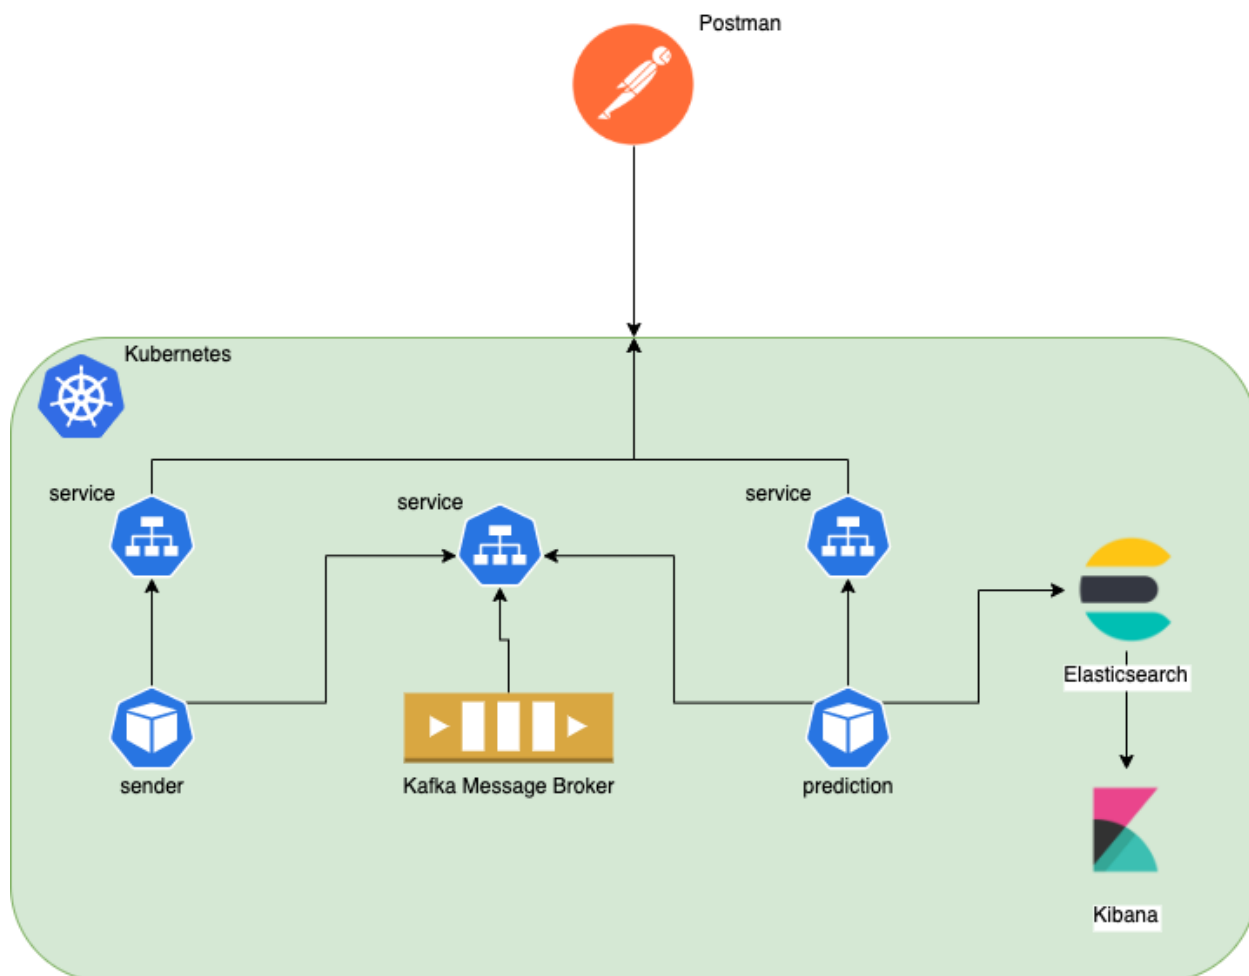 Postman
Kubernetes
service
service
service
Elasticsearch
sender
Kafka Message Broker
prediction
Kibana